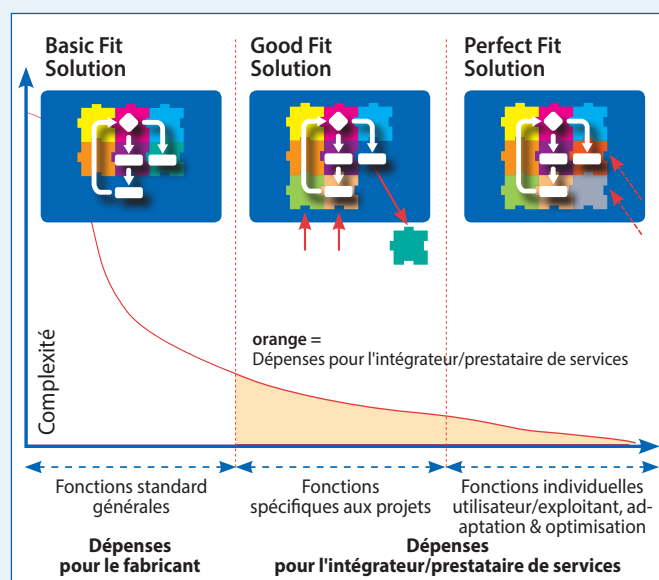 Basic Fit
Solution
Good Fit
Solution
Perfect Fit
Solution
Complexité
orange =
Dépenses pour l'intégrateur/prestataire de services
Fonctions standard
générales
Fonctions
spécifiques aux projets
Fonctions individuelles
utilisateur/exploitant, ad-
aptation & optimisation
Dépenses
pour le fabricant
Dépenses
pour l'intégrateur/prestataire de services